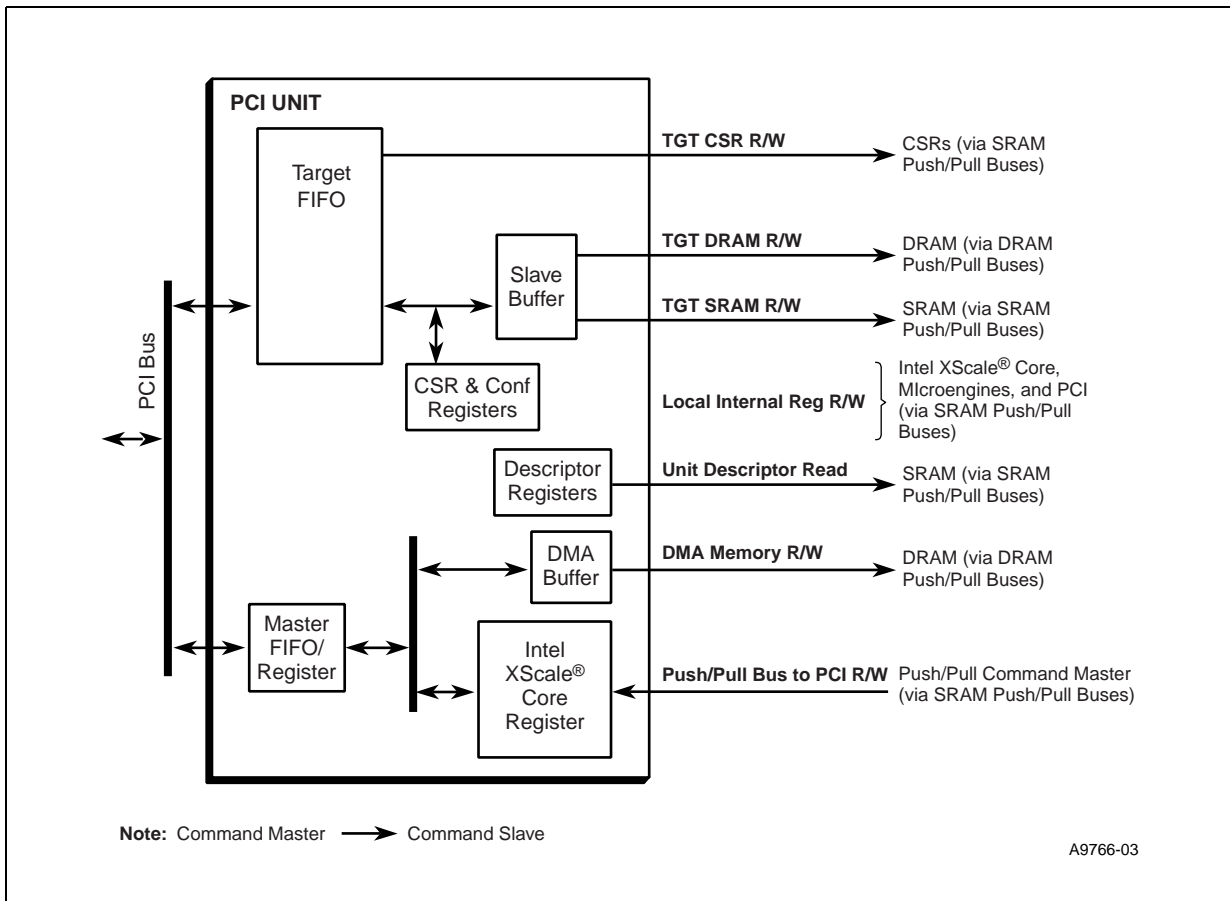 PCI UNIT
Target
FIFO
TGT CSR R/W
CSRs (via SRAM
Push/Pull Buses)
Slave
Buffer
TGT DRAM R/W
DRAM (via DRAM
Push/Pull Buses)
TGT SRAM R/W
SRAM (via SRAM
Push/Pull Buses)
PCI Bus
CSR & Conf
Registers
Local Internal Reg R/W
Intel XScale® Core,
MIcroengines, and PCI
(via SRAM Push/Pull
Buses)
Descriptor
Registers
Unit Descriptor Read
SRAM (via SRAM
Push/Pull Buses)
DMA
Buffer
DMA Memory R/W
DRAM (via DRAM
Push/Pull Buses)
Master
FIFO/
Register
Intel
XScale®
Core
Register
Push/Pull Bus to PCI R/W
Push/Pull Command Master
(via SRAM Push/Pull Buses)
Note: Command Master Command Slave
A9766-03